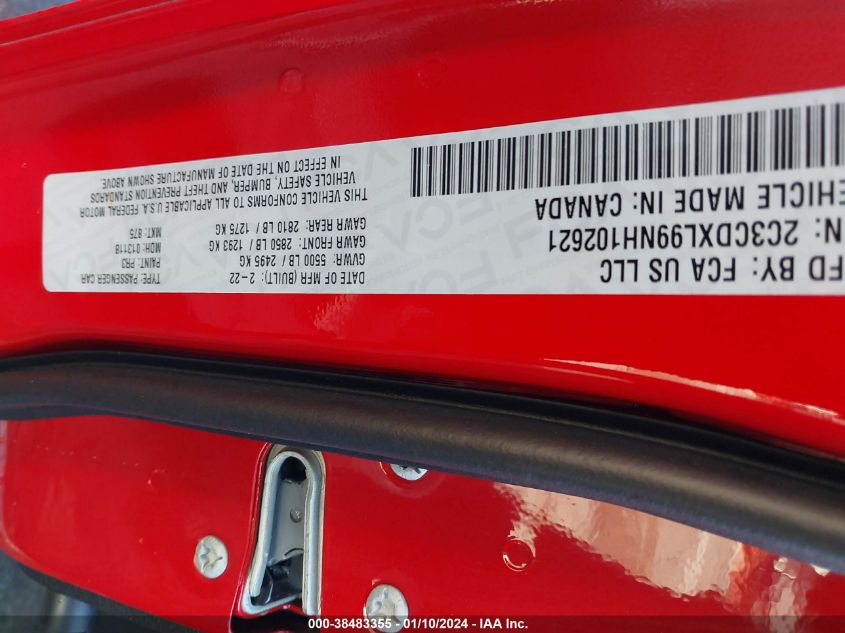 FD BY: FCA US LLC
N: 2C3CDXL99NH102621
EHICLE MADE IN: CANADA
DATE OF MFR (BUILT): 2-22
GVWR: 5500 LB / 2495 KG
GAWR FRONT: 2850 LB / 1293 KG
GAWR REAR: 2810 LB / 1275 KG
TYPE: PASSENGER CAR
PAINT: PR3
MDH: 013118
MKT: 875
THIS VEHICLE CONFORMS TO ALL APPLICABLE U.S.A. FEDERAL MOTOR
VEHICLE SAFETY, BUMPER, AND THEFT PREVENTION STANDARDS
IN EFFECT ON THE DATE OF MANUFACTURE SHOWN ABOVE
000-38483355 - 01/10/2024 - IAA Inc.